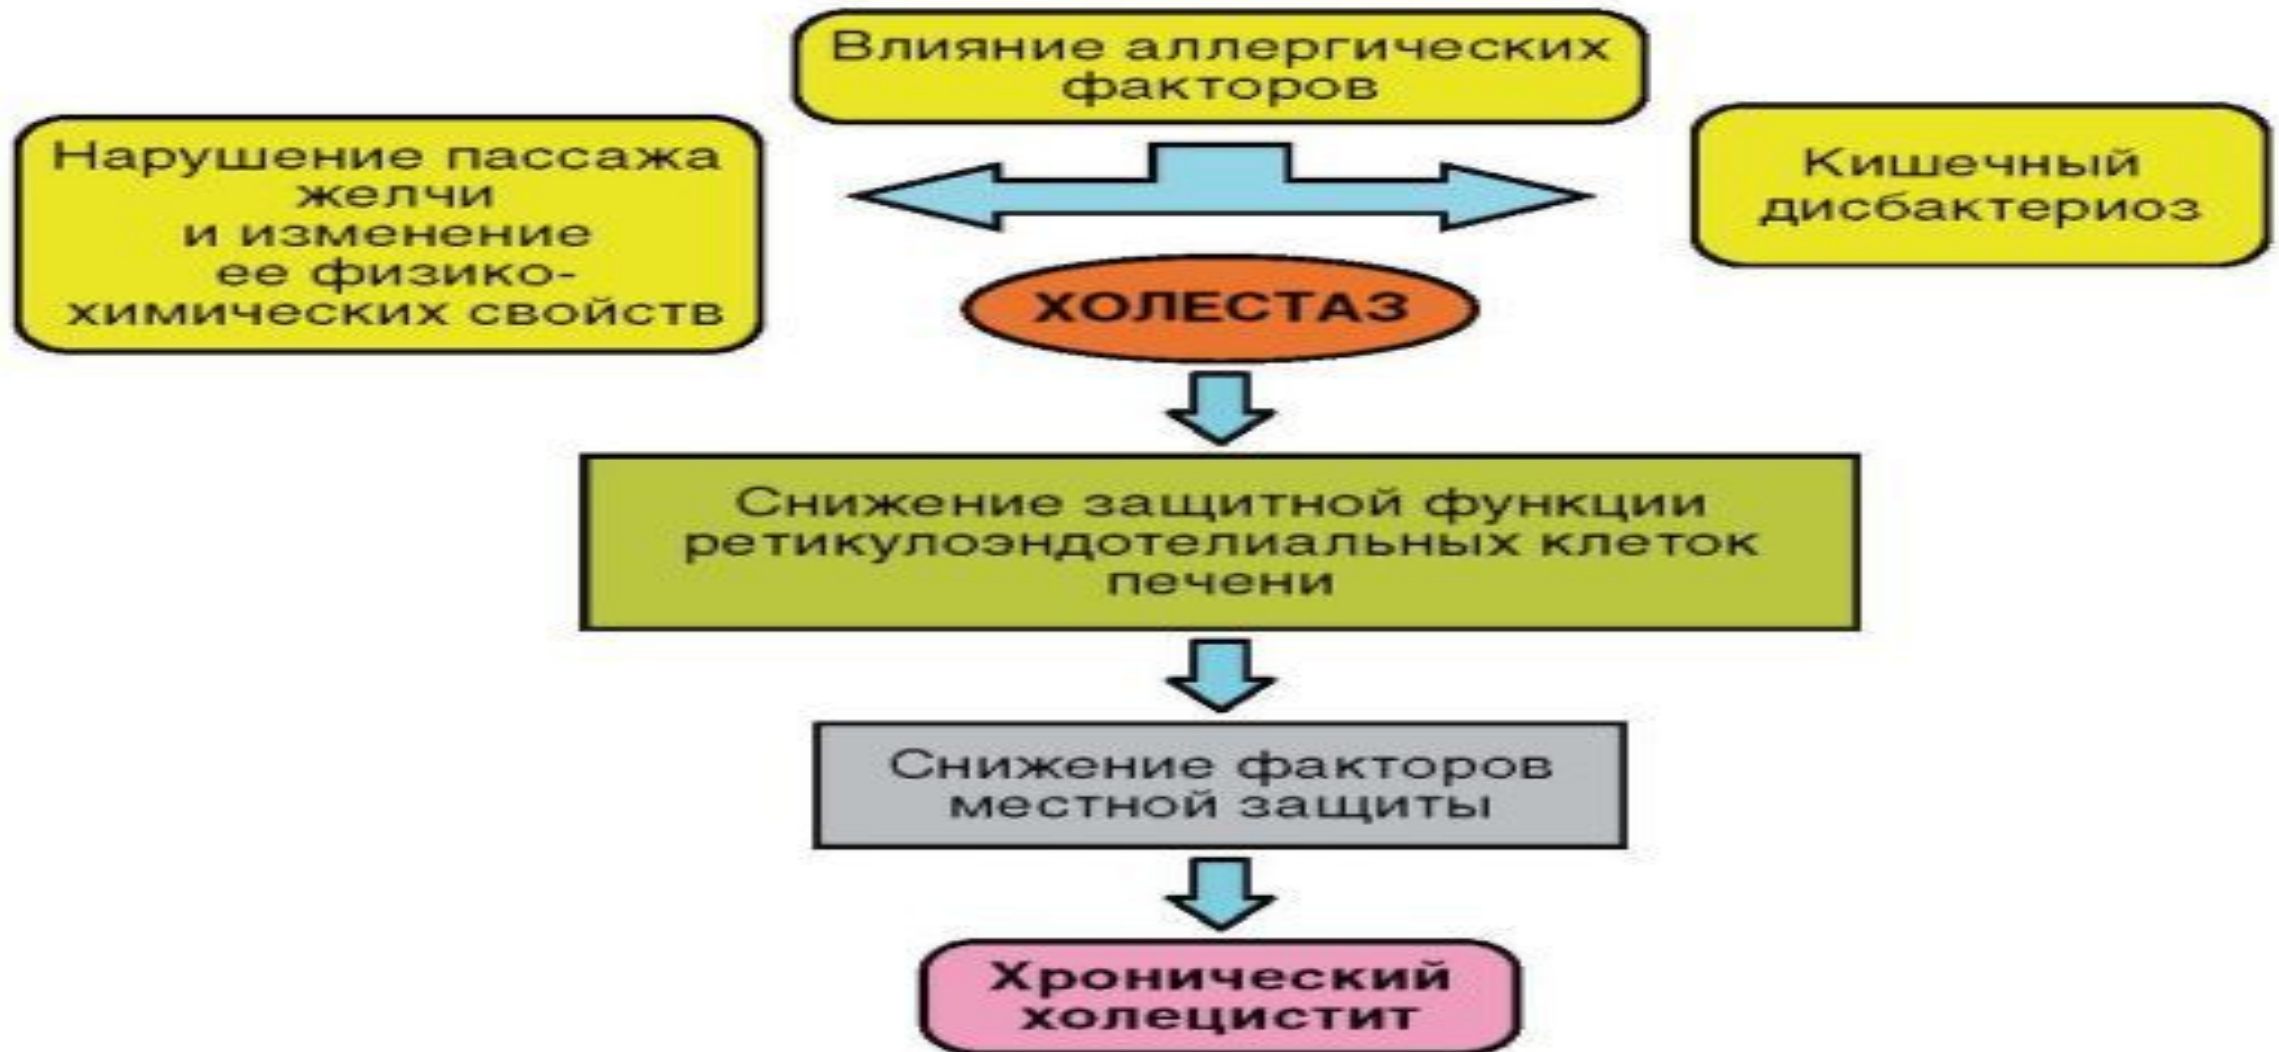 Влияние аллергических
факторов
Нарушение пассажа
желчи
и изменение
ее физико-
химических свойств
Кишечный
дисбактериоз
ХОЛЕСТАЗ
Снижение защитной функции
ретикулоэндотелиальных клеток
печени
Снижение факторов
местной защиты
Хронический
холецистит